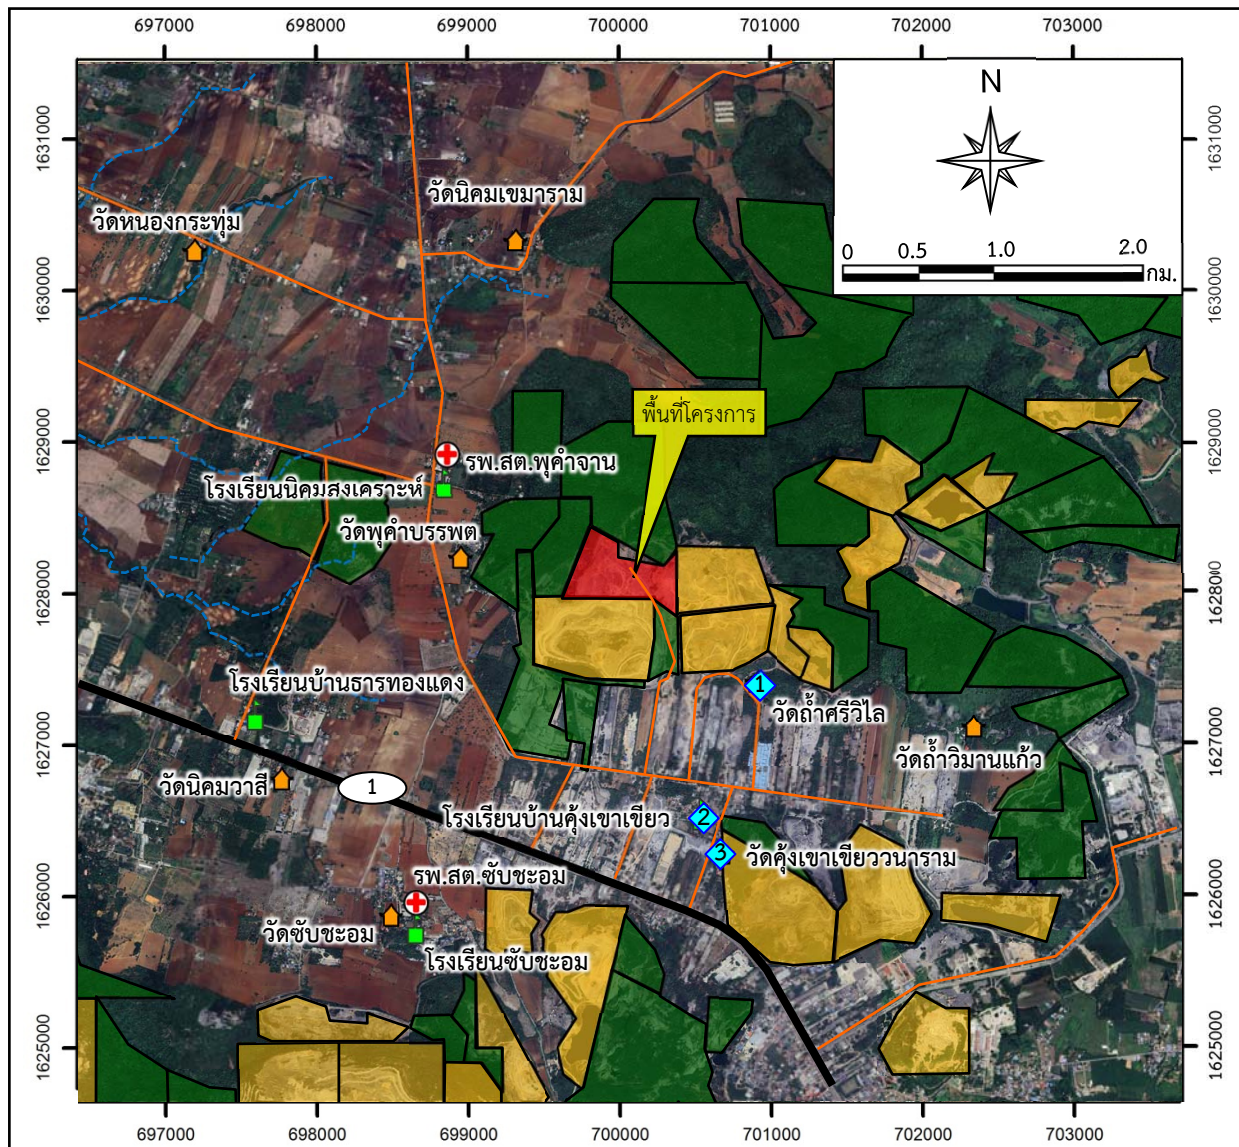 697000 698000 699000 700000 701000 702000 703000
N
0 0.5 1.0 2.0
กม.
1631000
1631000
วัดนิคมเขมาราม
วัดหนองกระทุ่ม
1630000
1630000
พื้นที่โครงการ
1629000
1629000
รพ.สต.พุคำจาน
โรงเรียนนิคมสงเคราะห์
วัดพุคำบรรพต
1628000
1628000
โรงเรียนบ้านธารทองแดง
1
วัดถ้ำศรีวิไล
1627000
1627000
วัดถ้ำวิมานแก้ว
วัดนิคมวาสี
1
โรงเรียนบ้านคุ้งเขาเขียว
2
3
วัดคุ้งเขาเขียววนาราม
รพ.สต.ซับชะอม
1626000
1626000
วัดซับชะอม
โรงเรียนซับชะอม
1625000
1625000
697000 698000 699000 700000 701000 702000 703000